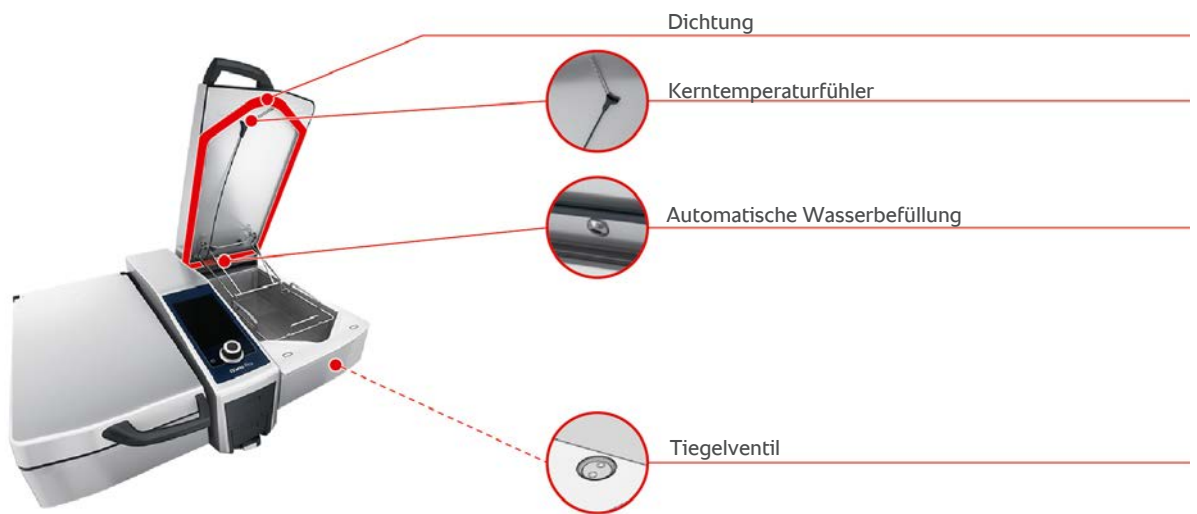 Dichtung
Kerntemperaturfühler
Automatische Wasserbefüllung
Tiegelventil